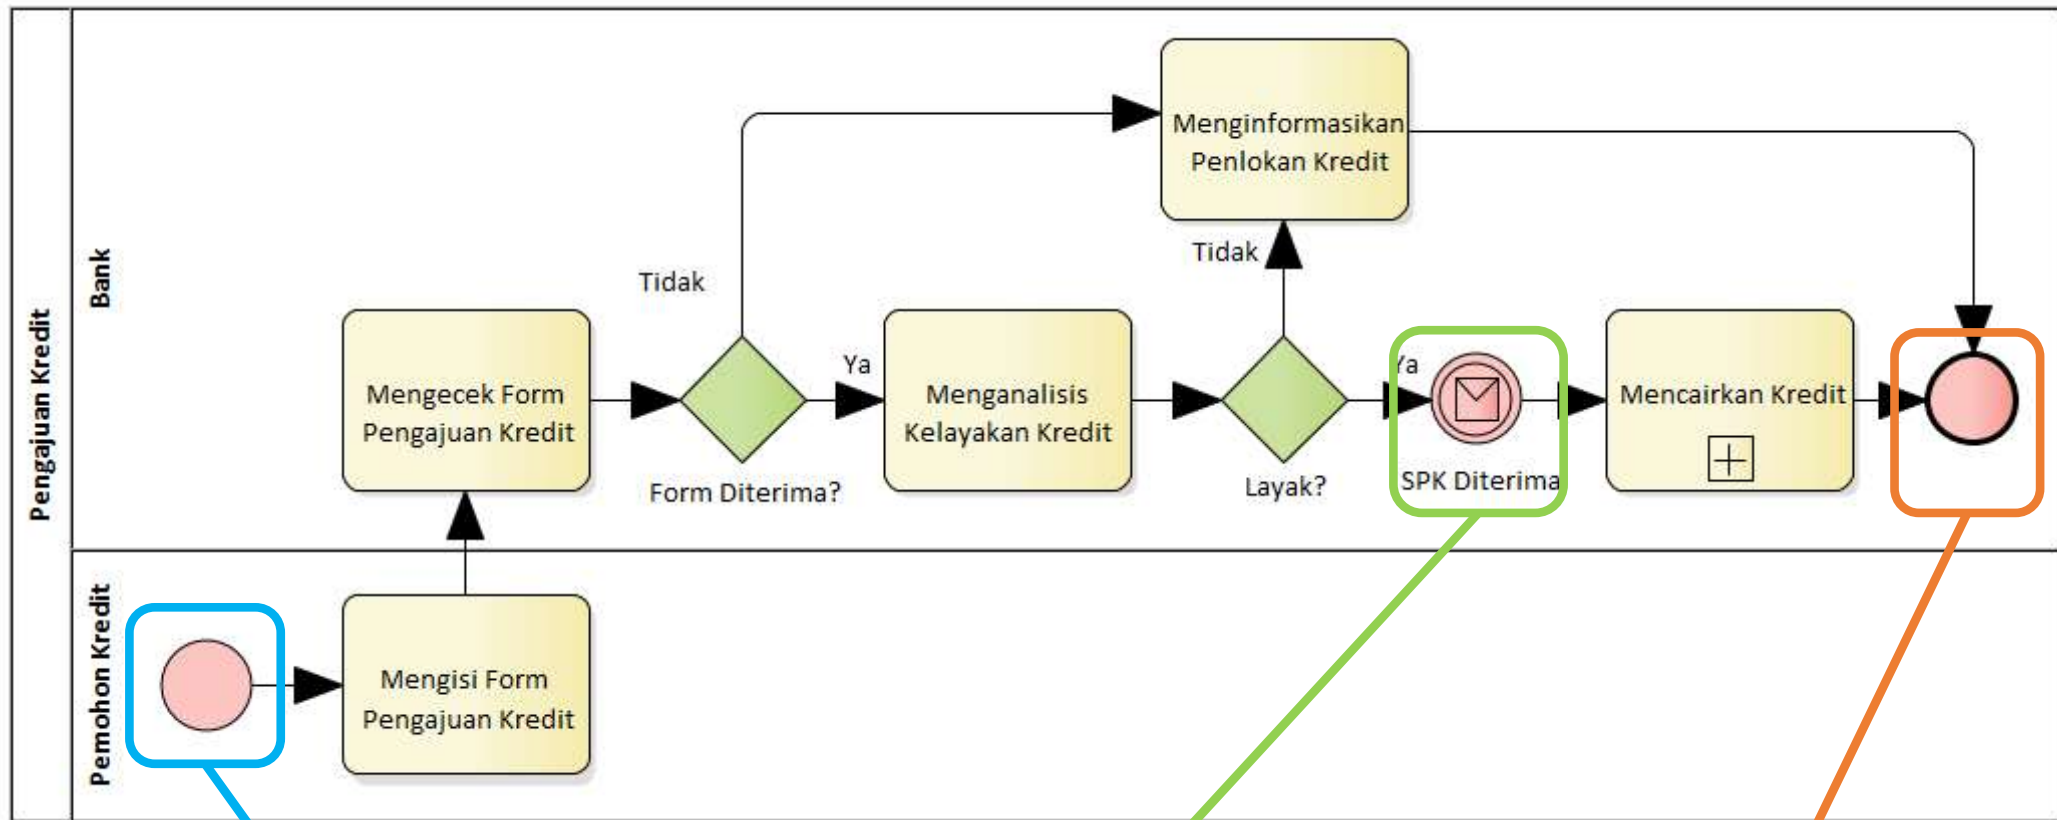 Pengajuan Kredit
Bank
Menginformasikan
Penlokan Kredit
Tidak
Tidak
Mengecek Form
Pengajuan Kredit
Form Diterima?
Ya
Menganalisis
Kelayakan Kredit
Layak?
Ya
SPK Diterima
Mencairkan Kredit
Pemohon Kredit
Mengisi Form
Pengajuan Kredit